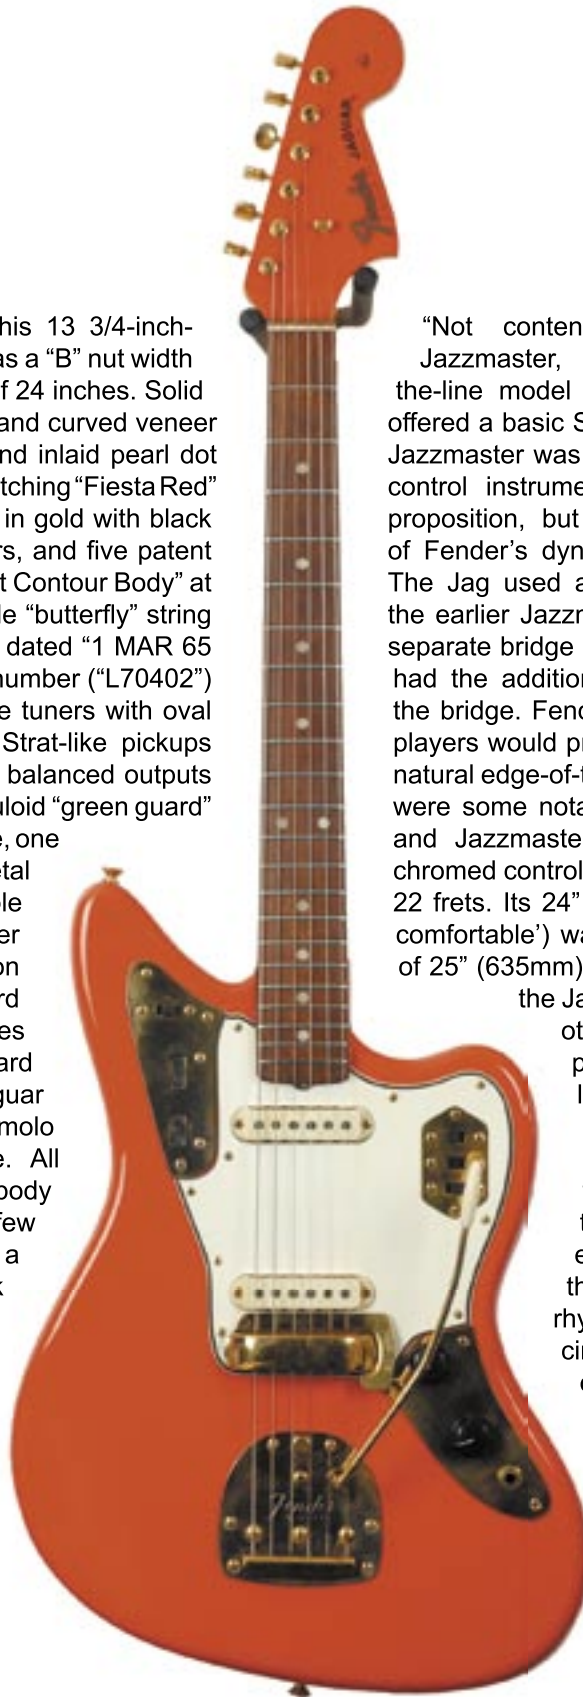 his 13 3/4-inch-
as a “B” nut width
f 24 inches. Solid
and curved veneer
nd inlaid pearl dot
tching “Fiesta Red”
in gold with black
rs, and five patent
t Contour Body” at
le “butterfly” string
dated “1 MAR 65
number (“L70402”)
e tuners with oval
Strat-like pickups
balanced outputs
uloid “green guard”
e, one
etal
le
er
on
rd
es
ard
guar
molo
e. All
body
few
a
k
“Not conten
Jazzmaster,
the-line model
offered a basic S
Jazzmaster was
control instrume
proposition, but
of Fender’s dyn
The Jag used a
the earlier Jazzm
separate bridge
had the addition
the bridge. Fend
players would pr
natural edge-of-t
were some nota
and Jazzmaste
chromed control
22 frets. Its 24”
comfortable’) wa
of 25” (635mm)
the Ja
ot
p
l
t
e
th
rhy
cir
Fender JAGUAR
Fender